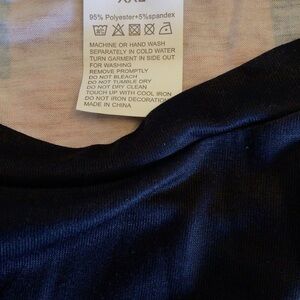 XXL
95% Polyester+5%spandex
MACHINE OR HAND WASH
SEPARATELY IN COLD WATER
TURN GARMENT IN SIDE OUT
FOR WASHING
REMOVE PROMPTLY
DO NOT BLEACH
DO NOT TUMBLE DRY
DO NOT DRY CLEAN
TOUCH UP WITH COOL IRON
DO NOT IRON DECORATION
MADE IN CHINA